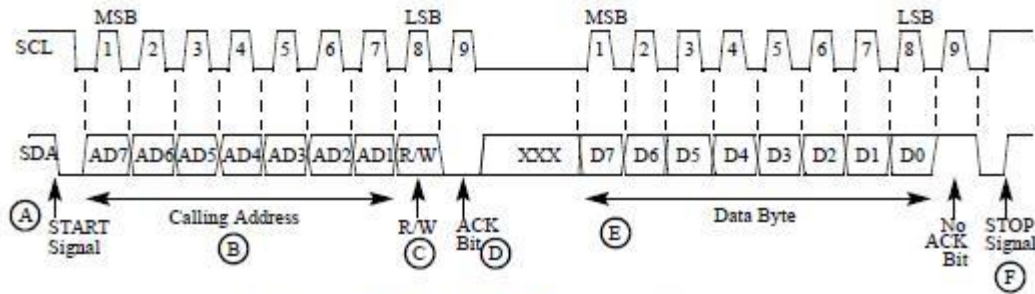 MSB LSB MSB LSB
SCL 1 2 3 4 5 6 7 8 9 1 2 3 4 5 6 7 8 9
SDA AD7 AD6 AD5 AD4 AD3 AD2 AD1 R/W XXX D7 D6 D5 D4 D3 D2 D1 D0
A START Signal
Calling Address
B
R/W
C
ACK
Bit D
E
Data Byte
No
ACK
Bit
STOP
Signal
F